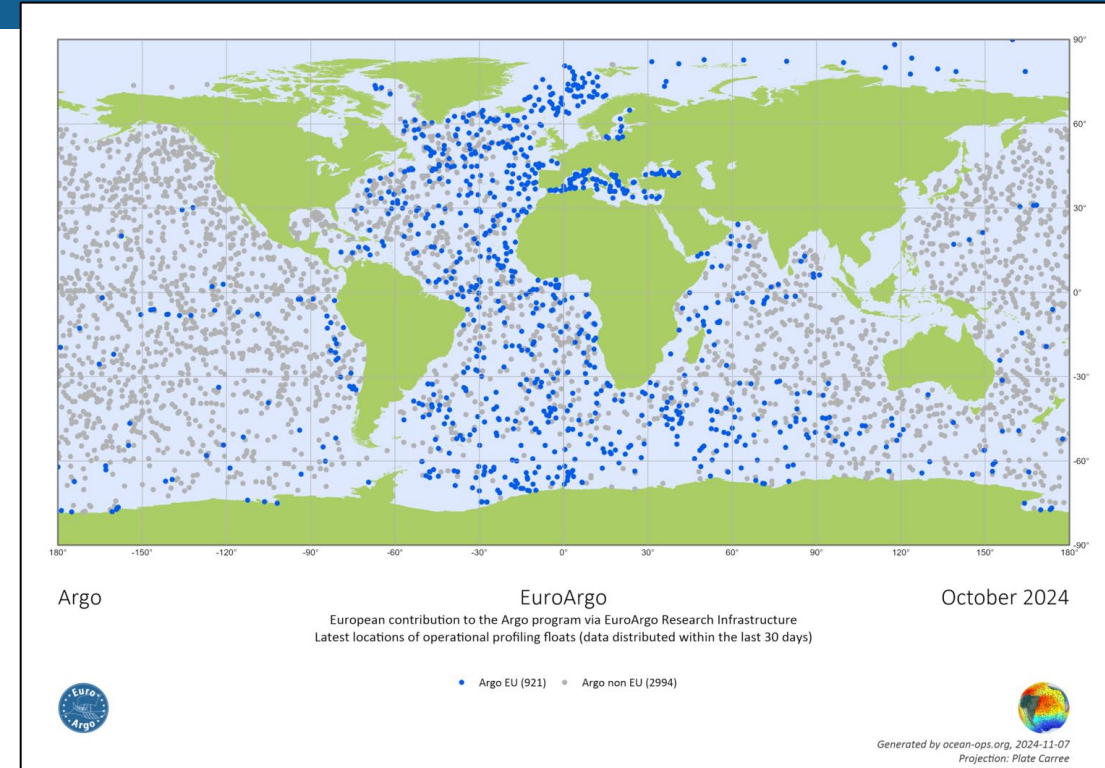 90°
60°
30°
0°
-30°
-60°
-90°
180° -150° -120° -90° -60° -30° 0° 30° 60° 90° 120° 150° 180°
Argo EuroArgo October 2024
European contribution to the Argo program via EuroArgo Research Infrastructure
Latest locations of operational profiling floats (data distributed within the last 30 days)
Argo EU (921) Argo non EU (2994)
Euro
Argo
Generated by ocean-ops.org, 2024-11-07
Projection: Plate Carree